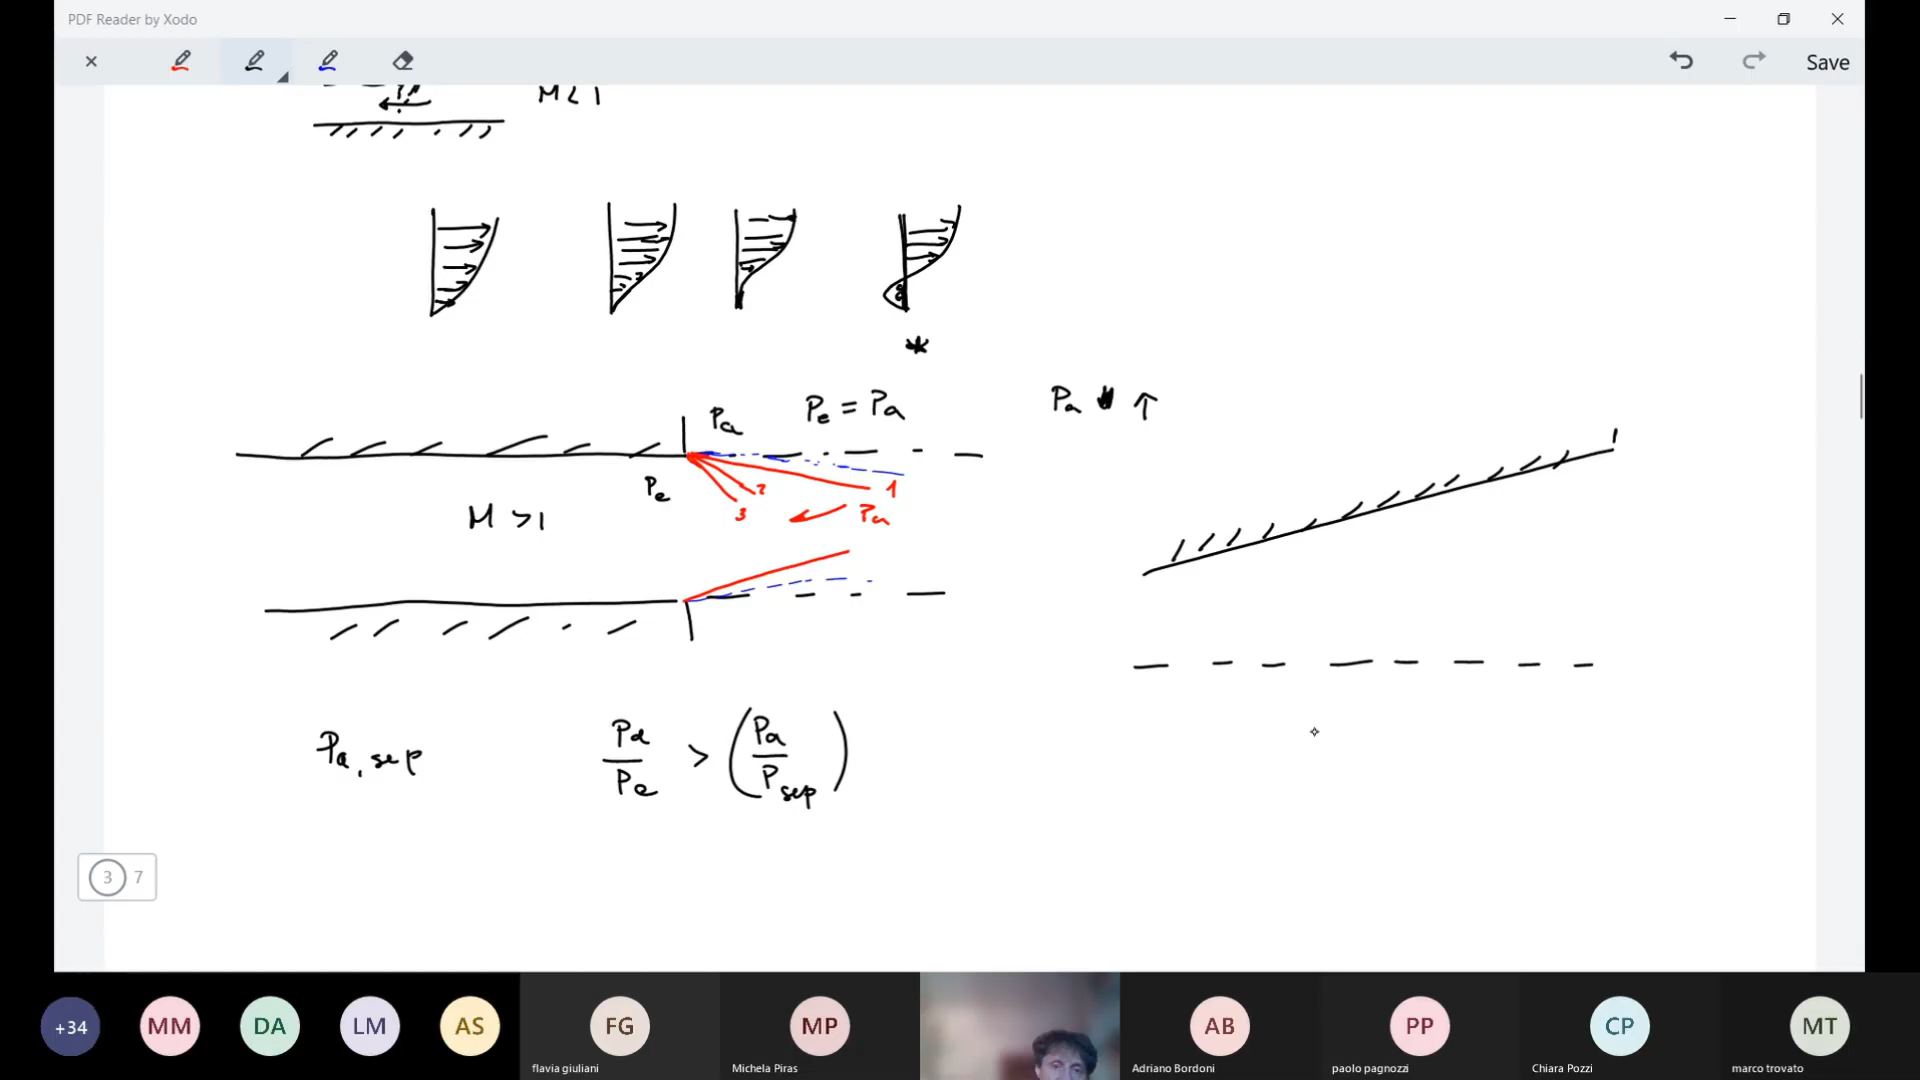 PDF Reader by Xodo
Save
M < 1
*
Pa
Pe = Pa
Pa ↑
Pe
M > 1
1
2
3
Pa
Pa, sep
Pa / Pe > (Pa / Psep)
3 7
+34
MM
DA
LM
AS
FG
MP
AB
PP
CP
MT
flavia giuliani
Michela Piras
Adriano Bordoni
paolo pagnozzi
Chiara Pozzi
marco trovato